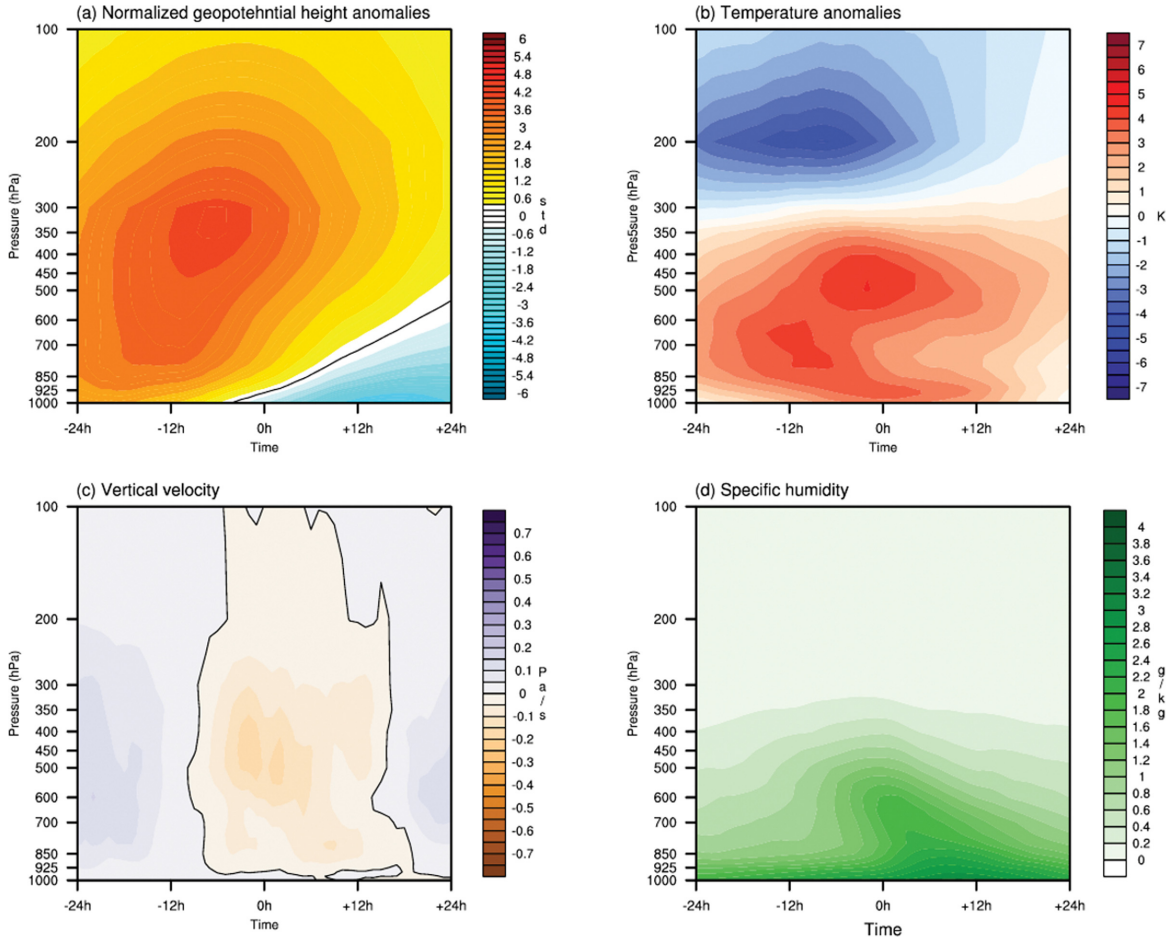 (a) Normalized geopotehntial height anomalies
100
200
300
350
400
450
500
600
700
850
925
1000
Pressure (hPa)
-24h
-12h
0h
+12h
+24h
Time
6
5.4
4.8
4.2
3.6
3
2.4
1.8
1.2
0.6
0
-0.6
-1.2
-1.8
-2.4
-3
-3.6
-4.2
-4.8
-5.4
-6
s
t
d
(b) Temperature anomalies
100
200
300
350
400
450
500
600
700
850
925
1000
Pres5sure (hPa)
-24h
-12h
0h
+12h
+24h
Time
7
6
5
4
3
2
1
0
-1
-2
-3
-4
-5
-6
-7
K
(c) Vertical velocity
100
200
300
350
400
450
500
600
700
850
925
1000
Pressure (hPa)
-24h
-12h
0h
+12h
+24h
Time
0.7
0.6
0.5
0.4
0.3
0.2
0.1
0
-0.1
-0.2
-0.3
-0.4
-0.5
-0.6
-0.7
P
a
/
s
(d) Specific humidity
100
200
300
350
400
450
500
600
700
850
925
1000
Pressure (hPa)
-24h
-12h
0h
+12h
+24h
Time
4
3.8
3.6
3.4
3.2
3
2.8
2.6
2.4
2.2
2
1.8
1.6
1.4
1.2
1
0.8
0.6
0.4
0.2
0
g
/
k
g